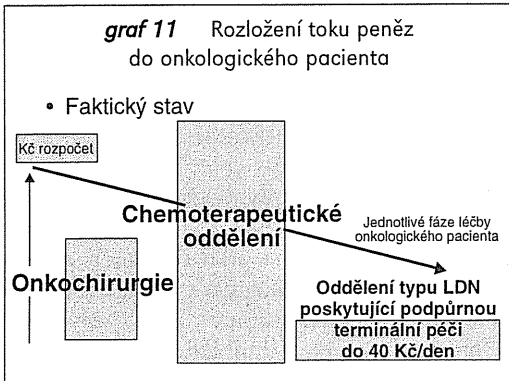 graf 11 Rozložení toku peněz
do onkologického pacienta
• Faktický stav
Kč rozpočet
Chemoterapeutické
oddělení
Jednotlivé fáze léčby
onkologického pacienta
Onkochirurgie
Oddělení typu LDN
poskytující podpůrnou
terminální péči
do 40 Kč/den